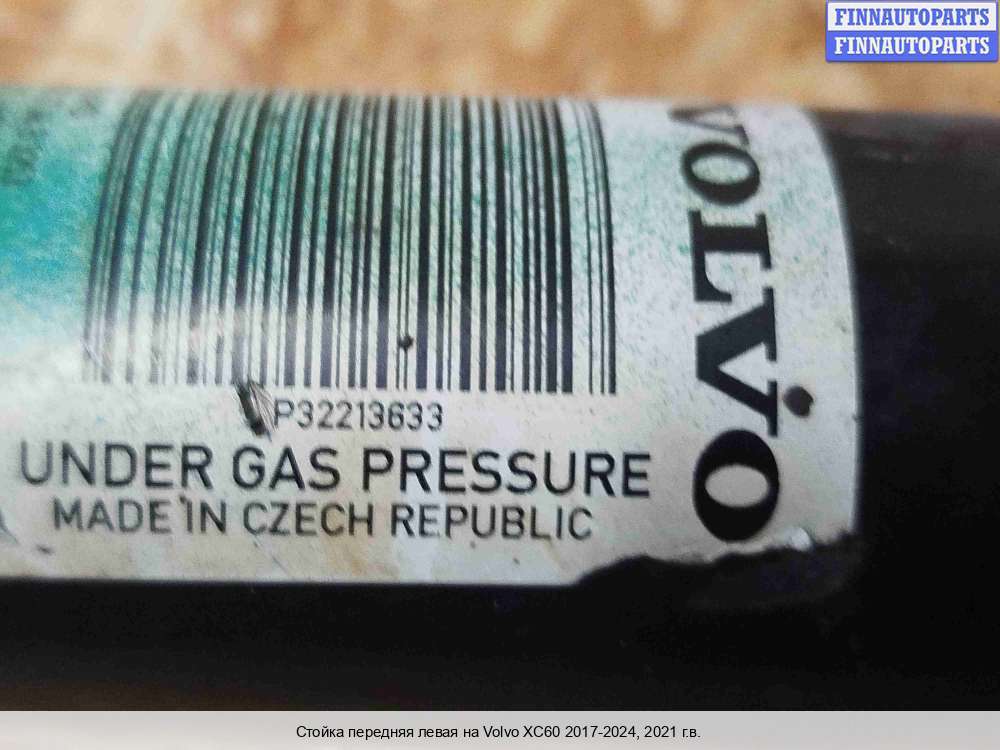 FINNAUTOPARTS
FINNAUTOPARTS
VOLVO
P32213633
UNDER GAS PRESSURE
MADE IN CZECH REPUBLIC
Стойка передняя левая на Volvo XC60 2017-2024, 2021 г.в.